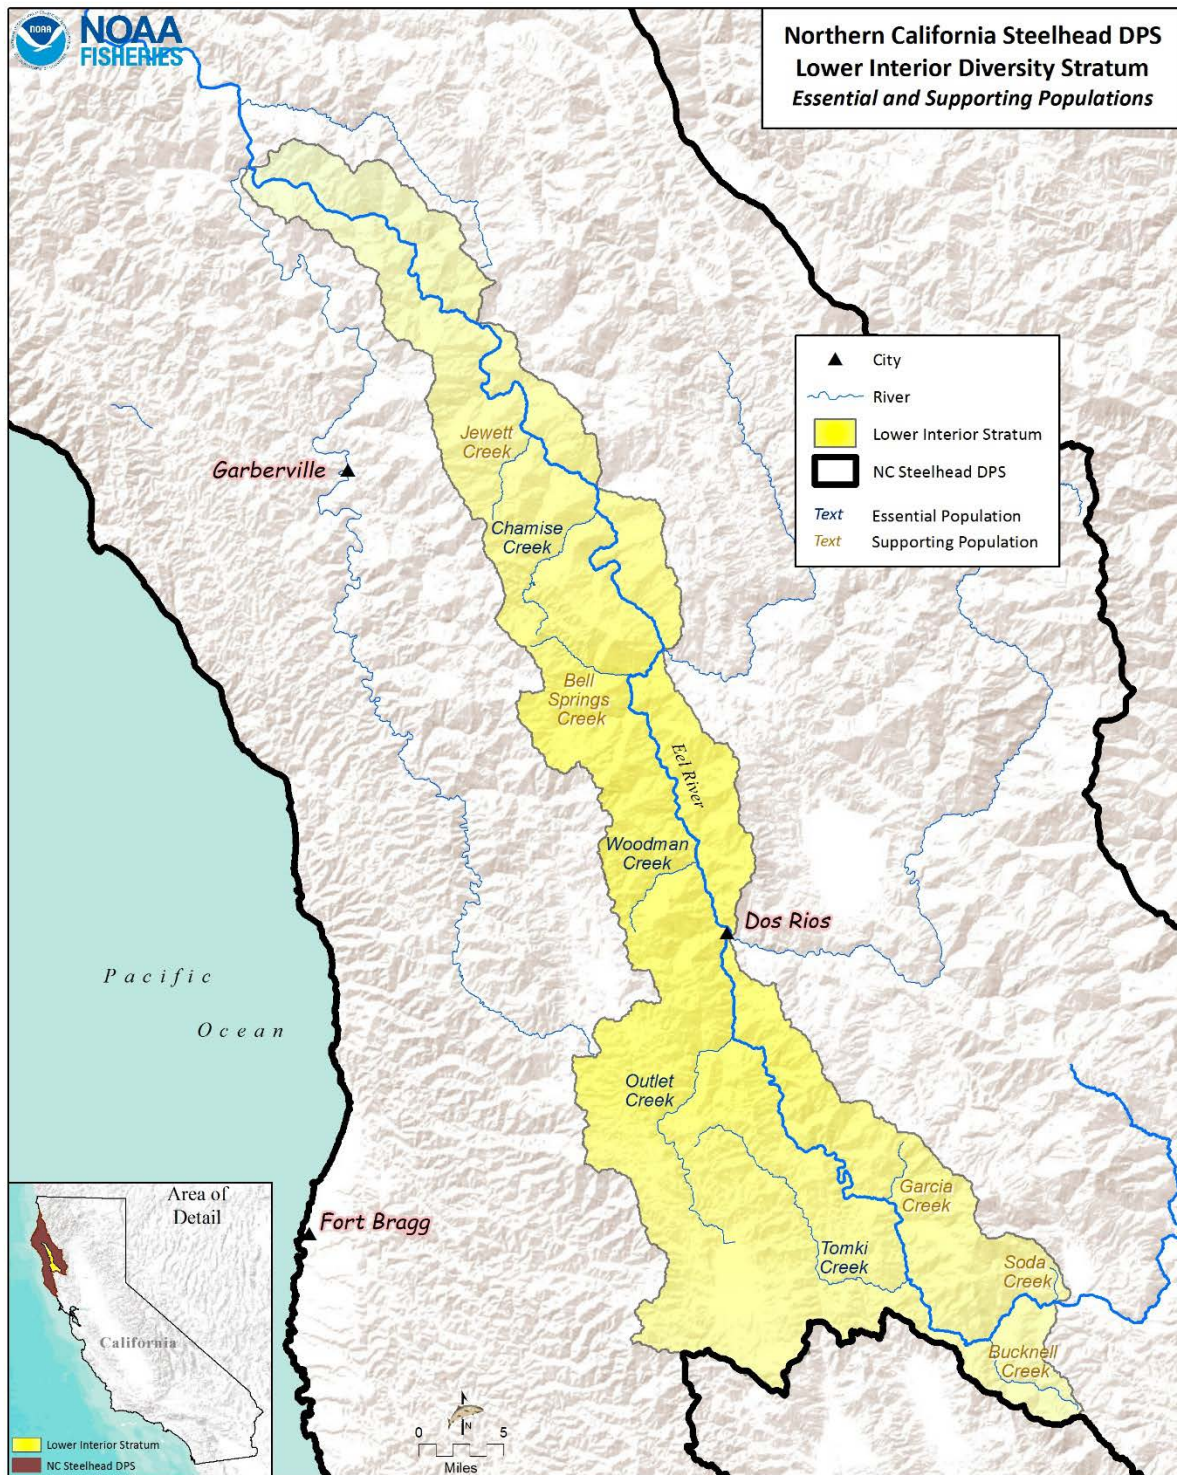 NOAA
NOAA
FISHERIES
Northern California Steelhead DPS
Lower Interior Diversity Stratum
Essential and Supporting Populations
City
River
Lower Interior Stratum
NC Steelhead DPS
Text Essential Population
Text Supporting Population
Jewett
Creek
Garberville
Chamise
Creek
Bell
Springs
Creek
Eel River
Woodman
Creek
Dos Rios
Pacific
Ocean
Outlet
Creek
Garcia
Creek
Tomki
Creek
Soda
Creek
Bucknell
Creek
Fort Bragg
Area of
Detail
California
Lower Interior Stratum
NC Steelhead DPS
N
0 5
Miles